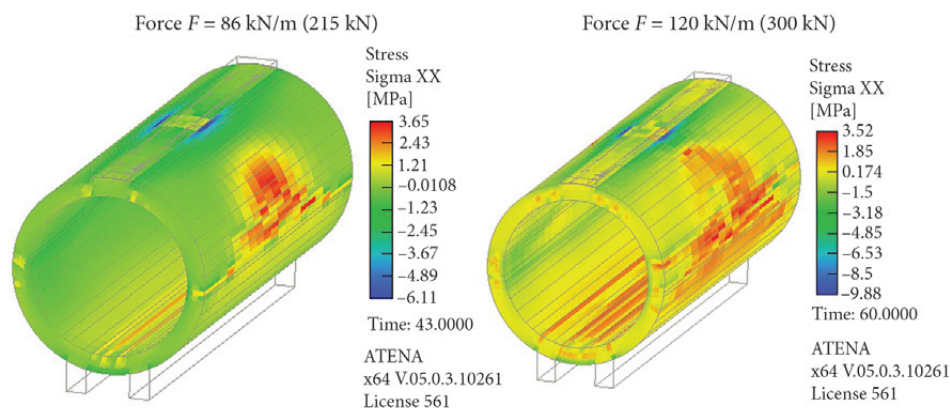 Force F = 86 kN/m (215 kN)
Stress
Sigma XX
[MPa]
3.65
2.43
1.21
−0.0108
−1.23
−2.45
−3.67
−4.89
−6.11
Time: 43.0000
ATENA
x64 V.05.0.3.10261
License 561
Force F = 120 kN/m (300 kN)
Stress
Sigma XX
[MPa]
3.52
1.85
0.174
−1.5
−3.18
−4.85
−6.53
−8.5
−9.88
Time: 60.0000
ATENA
x64 V.05.0.3.10261
License 561